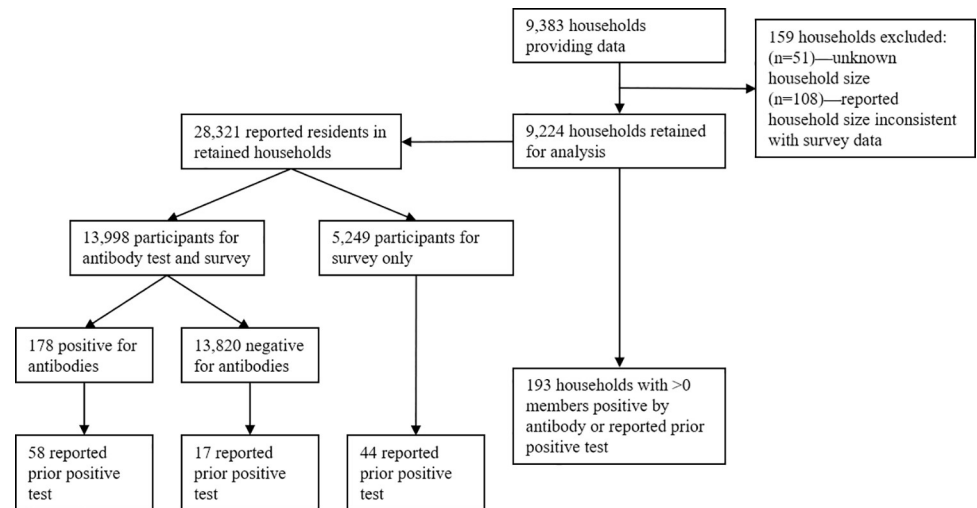 9,383 households
providing data
159 households excluded:
(n=51)—unknown
household size
(n=108)—reported
household size inconsistent
with survey data
28,321 reported residents in
retained households
9,224 households retained
for analysis
13,998 participants for
antibody test and survey
5,249 participants for
survey only
178 positive for
antibodies
13,820 negative
for antibodies
193 households with >0
members positive by
antibody or reported prior
positive test
58 reported
prior positive
test
17 reported
prior positive
test
44 reported
prior positive
test